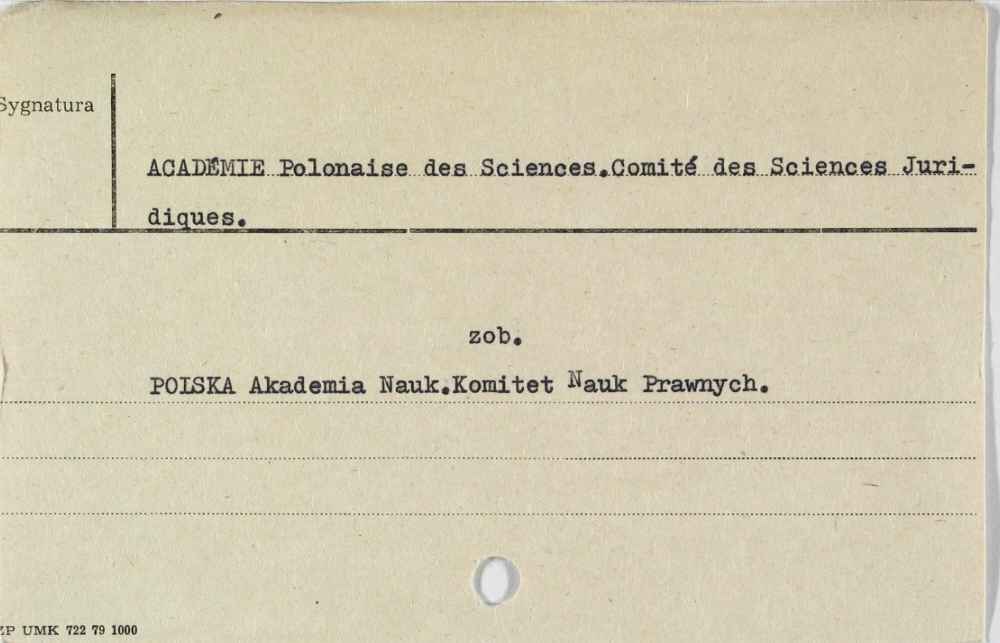 Sygnatura
ACADÉMIE Polonaise des Sciences.Comité des Sciences Juri-
diques.
zob.
POLSKA Akademia Nauk.Komitet Nauk Prawnych.
ZP UMK 722 79 1000